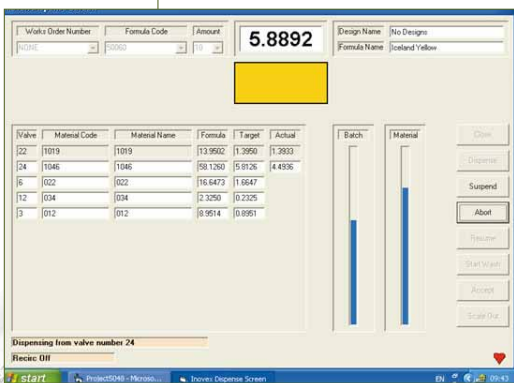 Works Order Number Formula Code Amount 5.8892 Design Name No Designs
NONE 50060 10 Formula Name Iceland Yellow
Valve Material Code Material Name Formula Target Actual Batch Material Close
22 1019 1019 13.9502 1.3950 1.3933
24 1046 1046 58.1260 5.8126 4.4936 Dispense
6 022 022 16.6473 1.6647 Suspend
12 034 034 2.3250 0.2325
3 012 012 8.9514 0.8951 Abort
Resume
Start Wash
Accept
Scale Out
Dispensing from valve number 24
Recirc Off
start Project5048 - Microso... Inovex Dispense Screen EN 09:43